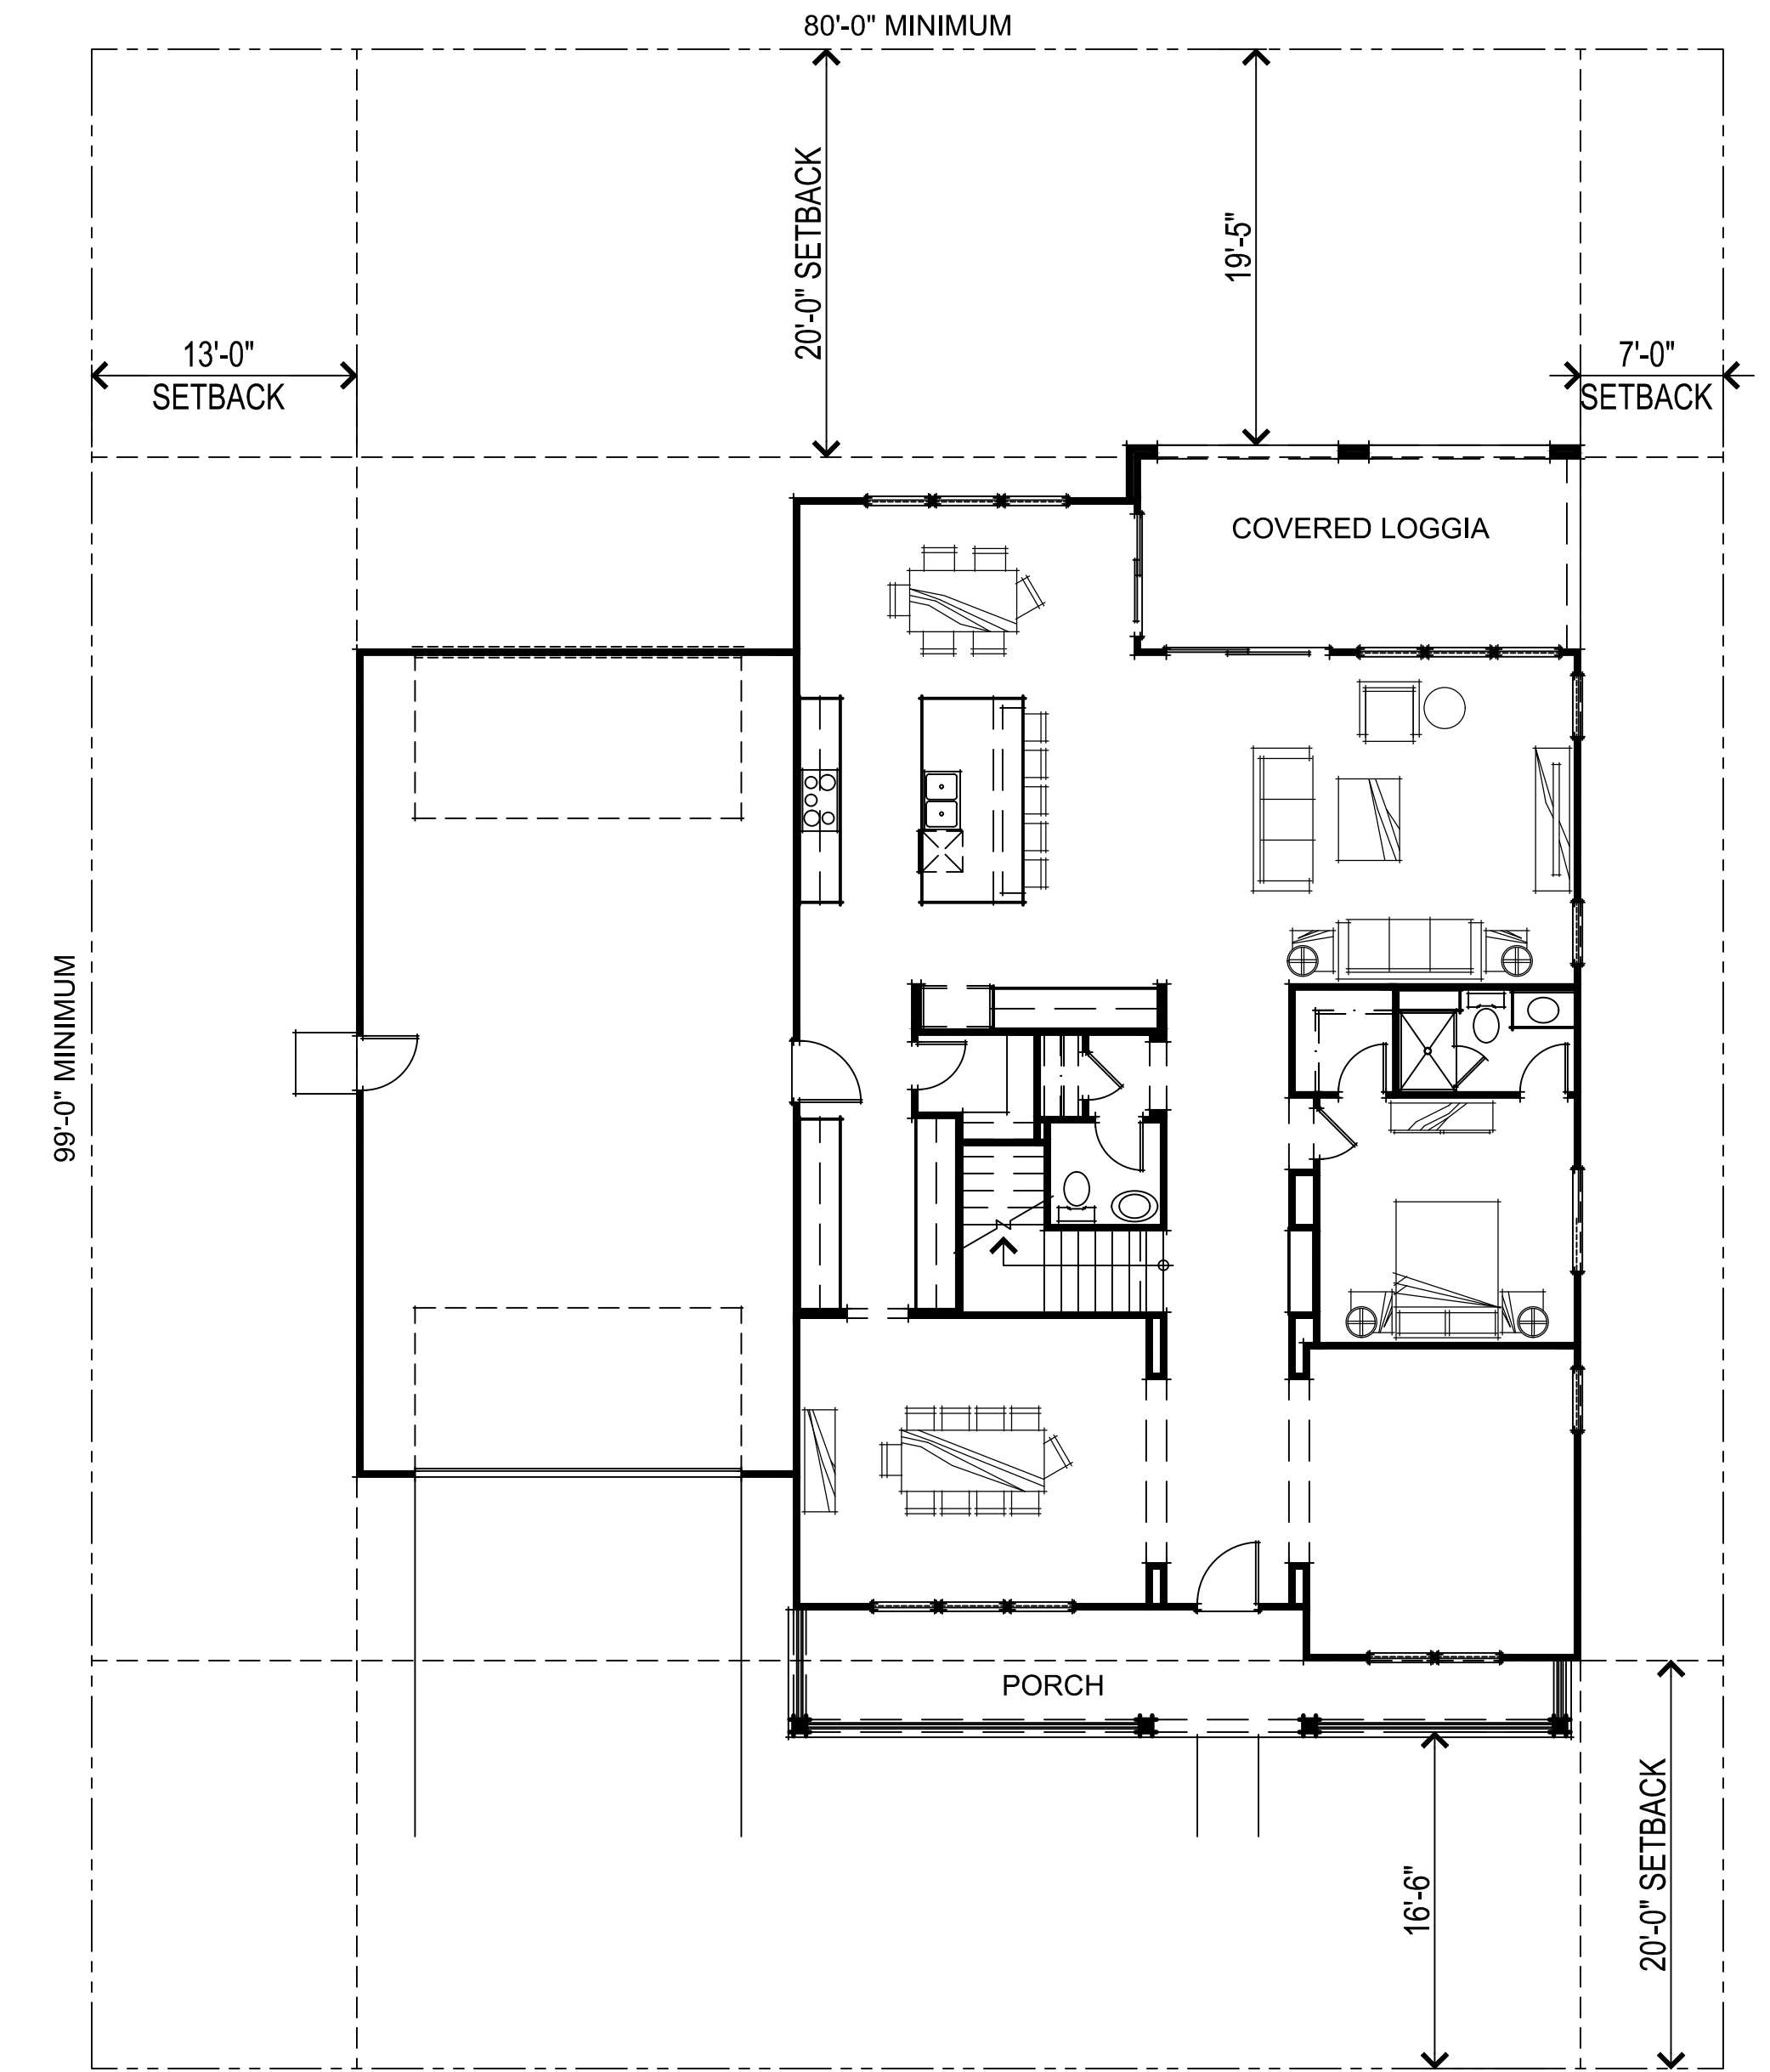 80'-0" MINIMUM
20'-0" SETBACK
19'-5"
13'-0"
SETBACK
7'-0"
SETBACK
COVERED LOGGIA
99'-0" MINIMUM
PORCH
16'-6"
20'-0" SETBACK